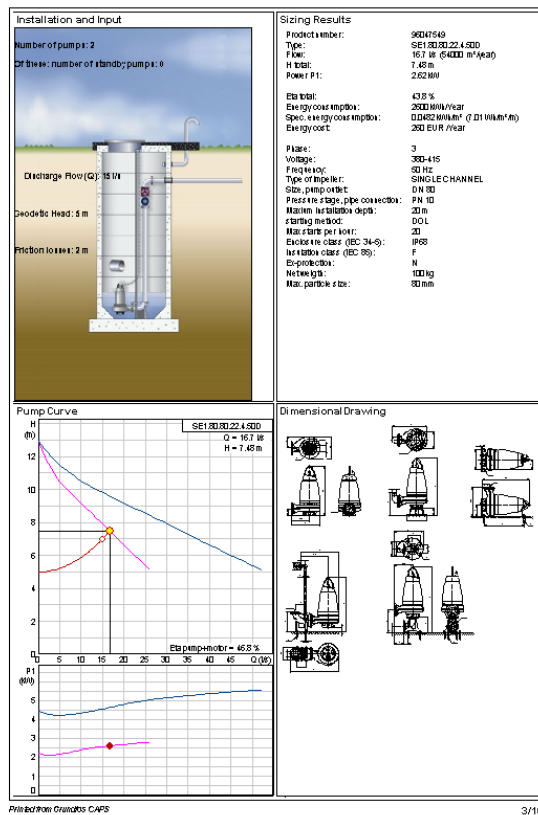 Installation and Input
Number of pumps: 2
Of these: number of standby pumps: 0
Discharge Flow (Q): 15 l/s
Geodetic Head: 5 m
Friction losses: 2 m
Sizing Results
Product number: 96047549
Type: SE1.80.80.22.4.50D
Flow: 16.7 l/s (54000 m³/year)
H total: 7.48 m
Power P1: 2.62 kW
Eta total: 43.8 %
Energy consumption: 2600 kWh/Year
Spec. energy consumption: 0.0482 kWh/m³ (7.01 Wh/m³/m)
Energy cost: 260 EUR /Year
Phase: 3
Voltage: 380-415
Frequency: 50 Hz
Type of impeller: SINGLE CHANNEL
Size, pump outlet: DN 80
Pressure stage, pipe connection: PN 10
Maximum installation depth: 20 m
starting method: DOL
Max starts per hour: 20
Enclosure class (IEC 34-5): IP68
Insulation class (IEC 85): F
Ex-protection: N
Net weight: 100 kg
Max. particle size: 80 mm
Pump Curve
H
(m)
SE1.80.80.22.4.50D
Q = 16.7 l/s
H = 7.48 m
12
10
8
6
4
2
0
Eta pump+motor = 46.8 %
0 5 10 15 20 25 30 35 40 Q (l/s)
P1
(kW)
5
4
3
2
1
0
Dimensional Drawing
Printed from Grundfos CAPS
3/10